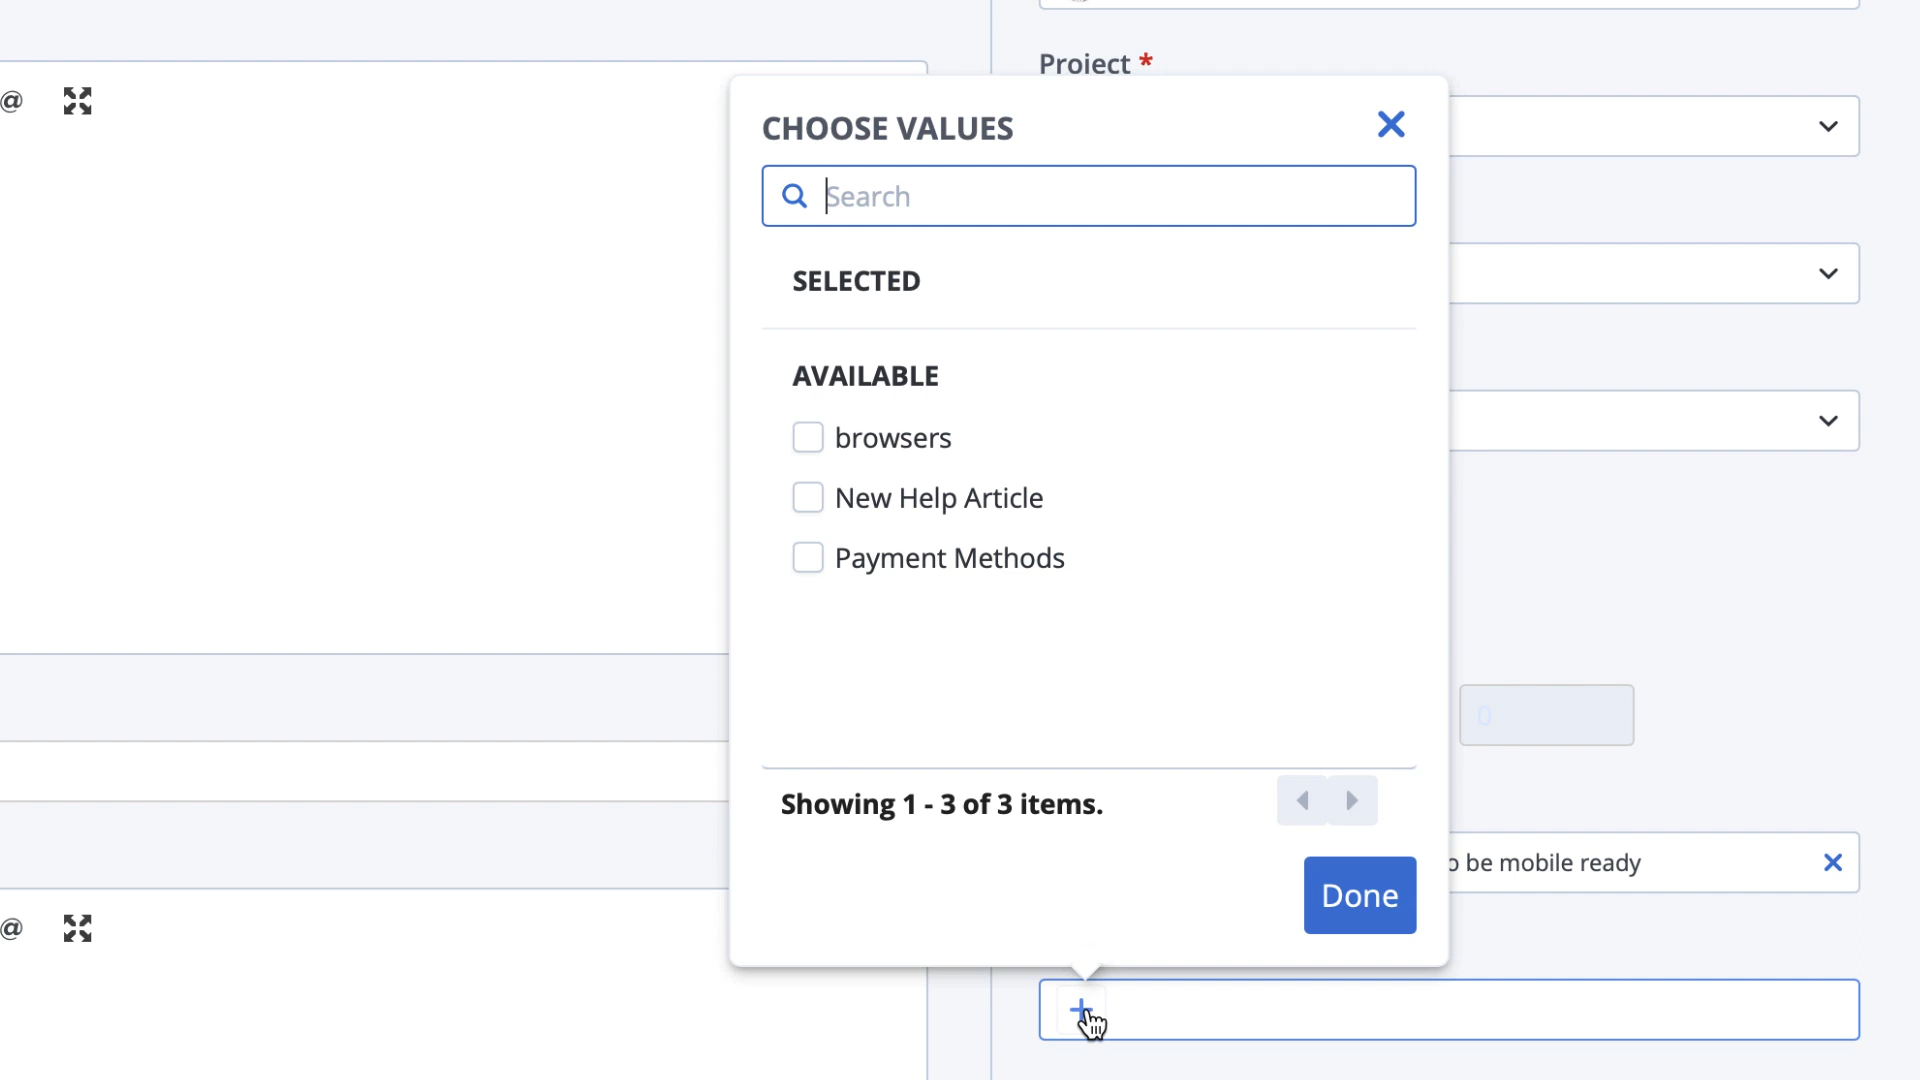 Project *
@
CHOOSE VALUES
Search
SELECTED
AVAILABLE
browsers
New Help Article
Payment Methods
0
Showing 1 - 3 of 3 items.
be mobile ready
Done
@